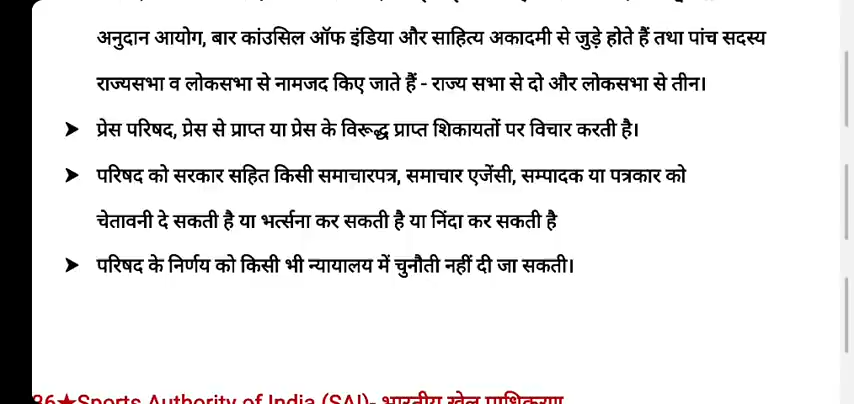 अनुदान आयोग, बार कांउसिल ऑफ इंडिया और साहित्य अकादमी से जुड़े होते हैं तथा पांच सदस्य
राज्यसभा व लोकसभा से नामजद किए जाते हैं - राज्य सभा से दो और लोकसभा से तीन।
➤ प्रेस परिषद, प्रेस से प्राप्त या प्रेस के विरूद्ध प्राप्त शिकायतों पर विचार करती है।
➤ परिषद को सरकार सहित किसी समाचारपत्र, समाचार एजेंसी, सम्पादक या पत्रकार को
चेतावनी दे सकती है या भर्त्सना कर सकती है या निंदा कर सकती है
➤ परिषद के निर्णय को किसी भी न्यायालय में चुनौती नहीं दी जा सकती।
★Sports Authority of India (SAI)- भारतीय खेल प्राधिकरण